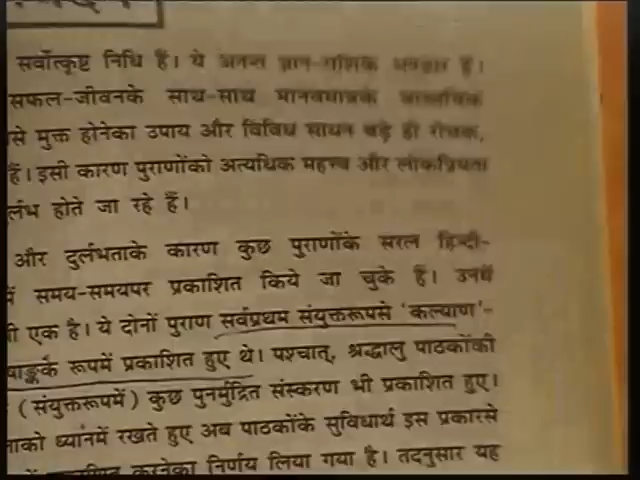 सर्वोत्कृष्ट निधि हैं। ये अनन्त ज्ञान-राशिके भण्डार हैं।
सफल-जीवनके साथ-साथ मानवमात्रके वास्तविक
से मुक्त होनेका उपाय और विविध साधन बड़े ही रोचक,
हैं। इसी कारण पुराणोंको अत्यधिक महत्त्व और लोकप्रियता
र्लभ होते जा रहे हैं।
और दुर्लभताके कारण कुछ पुराणोंके सरल हिन्दी-
में समय-समयपर प्रकाशित किये जा चुके हैं। उनमें
ी एक है। ये दोनों पुराण सर्वप्रथम संयुक्तरूपसे ‘कल्याण’-
षाङ्कके रूपमें प्रकाशित हुए थे। पश्चात्, श्रद्धालु पाठकोंकी
(संयुक्तरूपमें) कुछ पुनर्मुद्रित संस्करण भी प्रकाशित हुए।
ताको ध्यानमें रखते हुए अब पाठकोंके सुविधार्थ इस प्रकारसे
करनेका निर्णय लिया गया है। तदनुसार यह